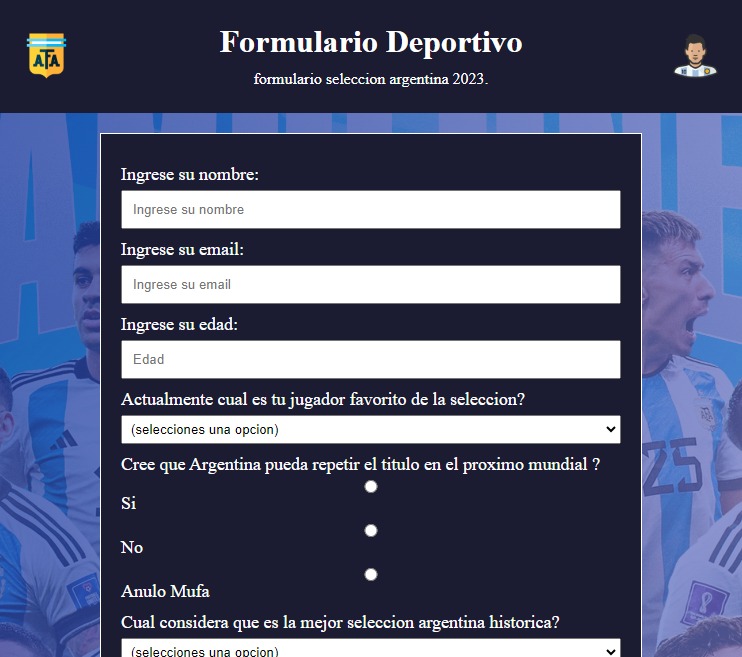 AFA
Formulario Deportivo
formulario seleccion argentina 2023.
Ingrese su nombre:
Ingrese su nombre
Ingrese su email:
Ingrese su email
Ingrese su edad:
Edad
Actualmente cual es tu jugador favorito de la seleccion?
(selecciones una opcion)
Cree que Argentina pueda repetir el titulo en el proximo mundial ?
Si
25
No
Anulo Mufa
Cual considera que es la mejor seleccion argentina historica?
(selecciones una opcion)